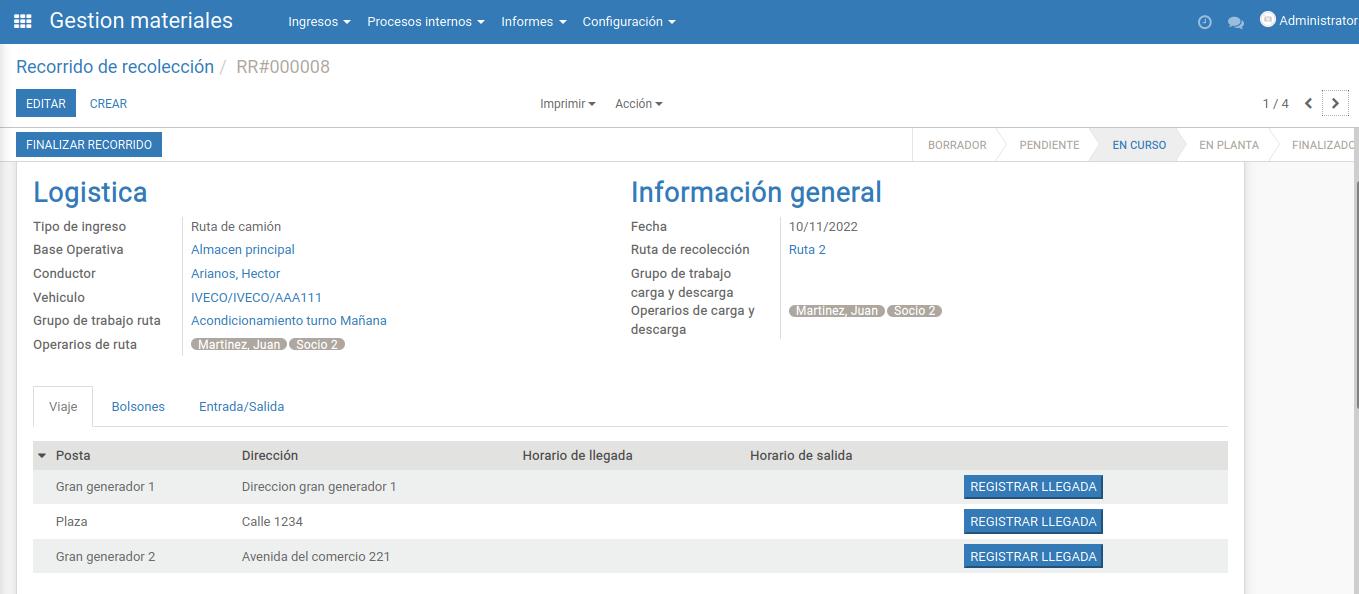 Gestion materiales Ingresos Procesos internos Informes Configuración Administrator
Recorrido de recolección / RR#000008
EDITAR CREAR Imprimir Acción 1 / 4
FINALIZAR RECORRIDO BORRADOR PENDIENTE EN CURSO EN PLANTA FINALIZADO
Logistica
Tipo de ingreso Ruta de camión
Base Operativa Almacen principal
Conductor Arianos, Hector
Vehiculo IVECO/IVECO/AAA111
Grupo de trabajo ruta Acondicionamiento turno Mañana
Operarios de ruta Martinez, Juan Socio 2
Información general
Fecha 10/11/2022
Ruta de recolección Ruta 2
Grupo de trabajo
carga y descarga
Operarios de carga y Martinez, Juan Socio 2
descarga
Viaje Bolsones Entrada/Salida
Posta Dirección Horario de llegada Horario de salida
Gran generador 1 Direccion gran generador 1 REGISTRAR LLEGADA
Plaza Calle 1234 REGISTRAR LLEGADA
Gran generador 2 Avenida del comercio 221 REGISTRAR LLEGADA